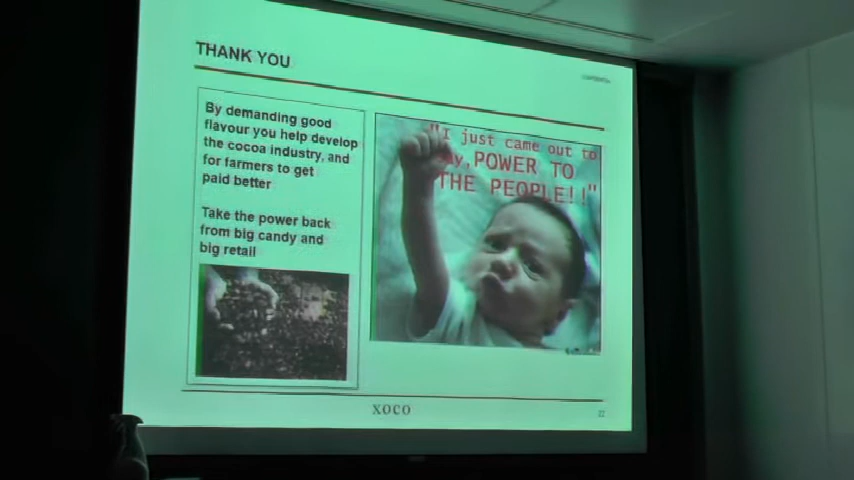 THANK YOU
By demanding good
flavour you help develop
the cocoa industry, and
for farmers to get
paid better
Take the power back
from big candy and
big retail
"I just came out to
POWER TO
THE PEOPLE!!"
XOCO